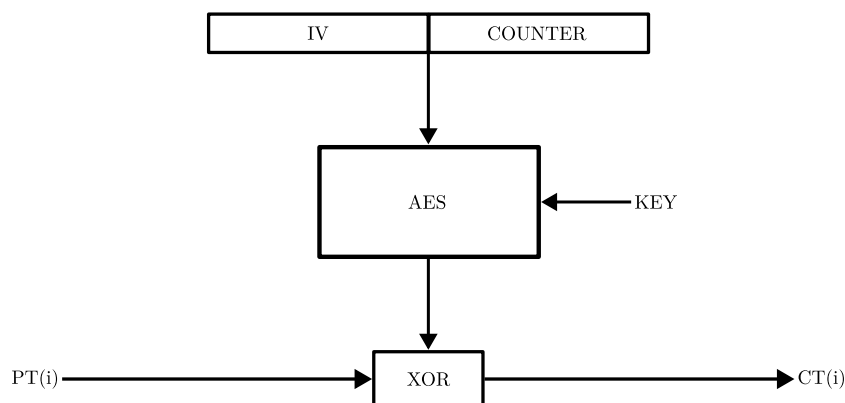 IV
COUNTER
AES
KEY
PT(i)
XOR
CT(i)